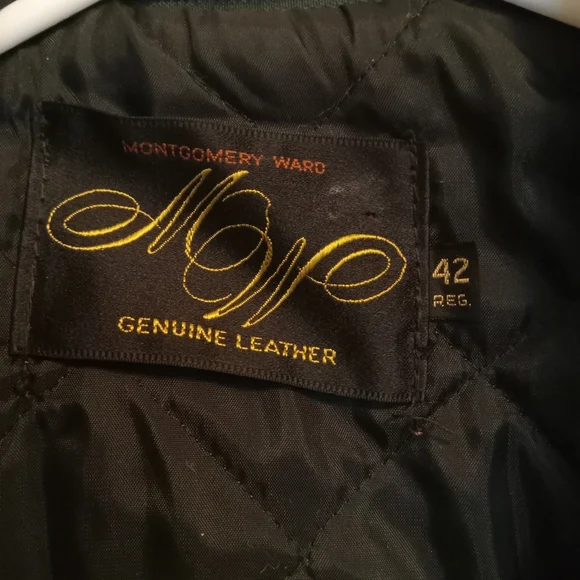 MONTGOMERY WARD
MW
GENUINE LEATHER
42
REG.